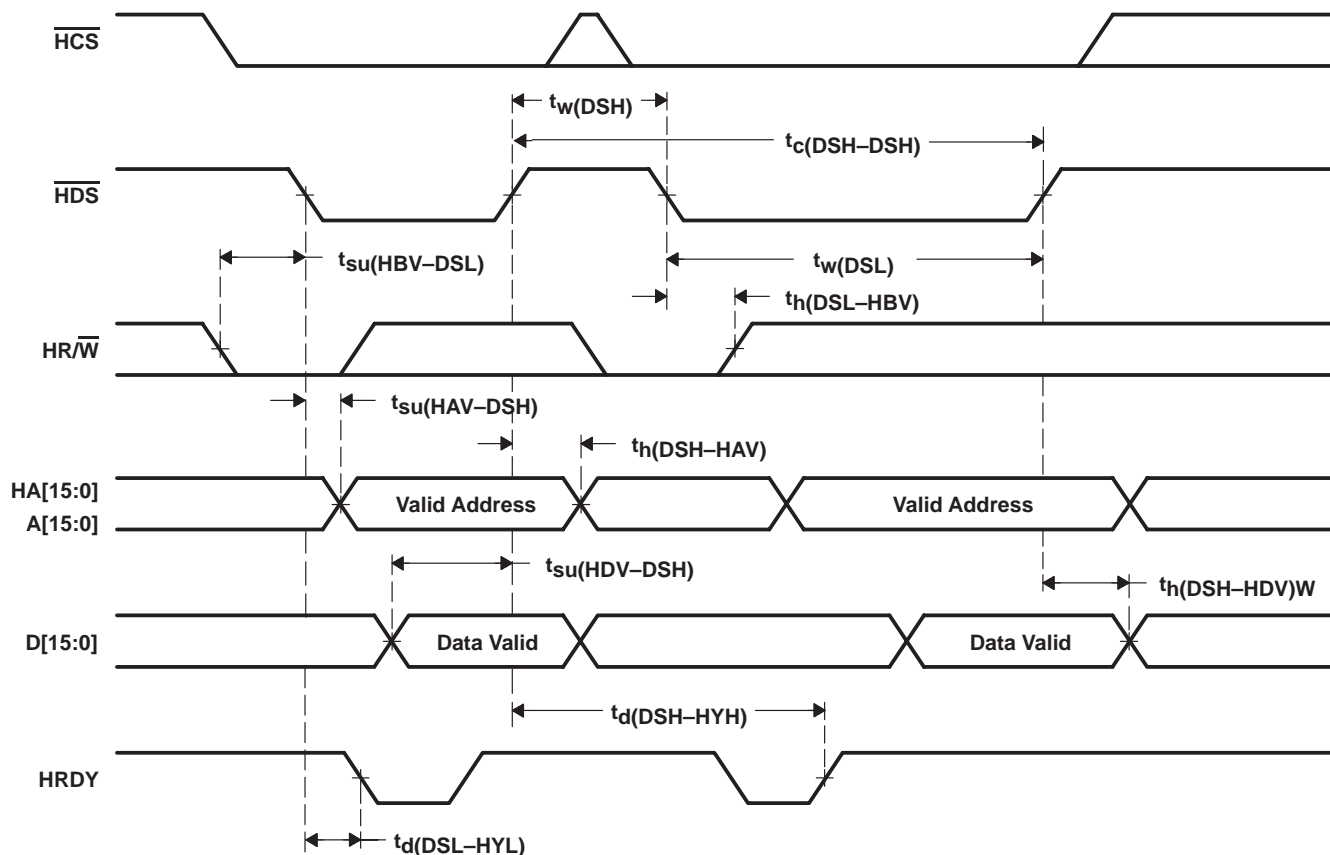 HCS
tw(DSH)
tc(DSH–DSH)
HDS
tsu(HBV–DSL)
tw(DSL)
th(DSL–HBV)
HR/W
tsu(HAV–DSH)
th(DSH–HAV)
HA[15:0]
A[15:0]
Valid Address
Valid Address
tsu(HDV–DSH)
th(DSH–HDV)W
D[15:0]
Data Valid
Data Valid
td(DSH–HYH)
HRDY
td(DSL–HYL)